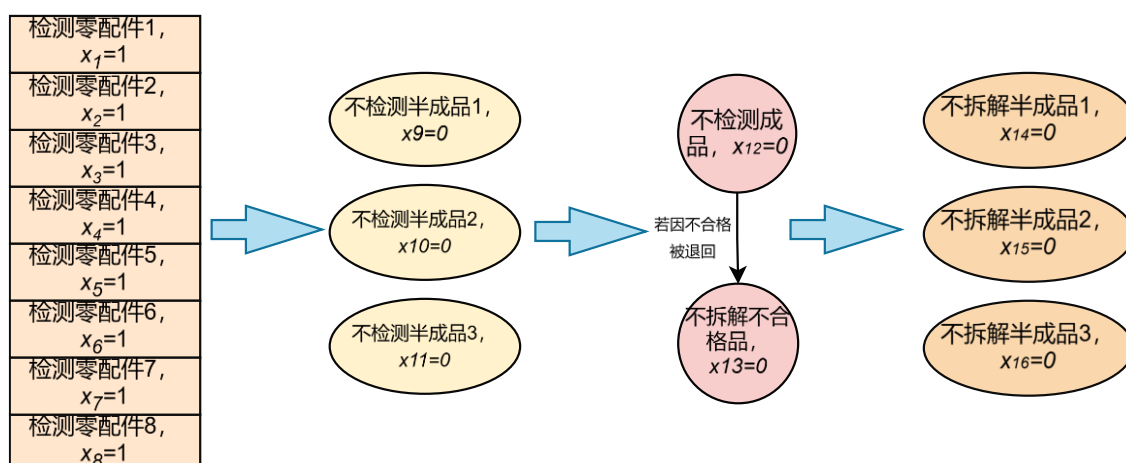 检测零配件1，
x1=1
检测零配件2，
x2=1
检测零配件3，
x3=1
检测零配件4，
x4=1
检测零配件5，
x5=1
检测零配件6，
x6=1
检测零配件7，
x7=1
检测零配件8，
x8=1
不检测半成品1，
x9=0
不检测半成品2，
x10=0
不检测半成品3，
x11=0
不检测成
品，x12=0
若因不合格
被退回
不拆解不合
格品，
x13=0
不拆解半成品1，
x14=0
不拆解半成品2，
x15=0
不拆解半成品3，
x16=0